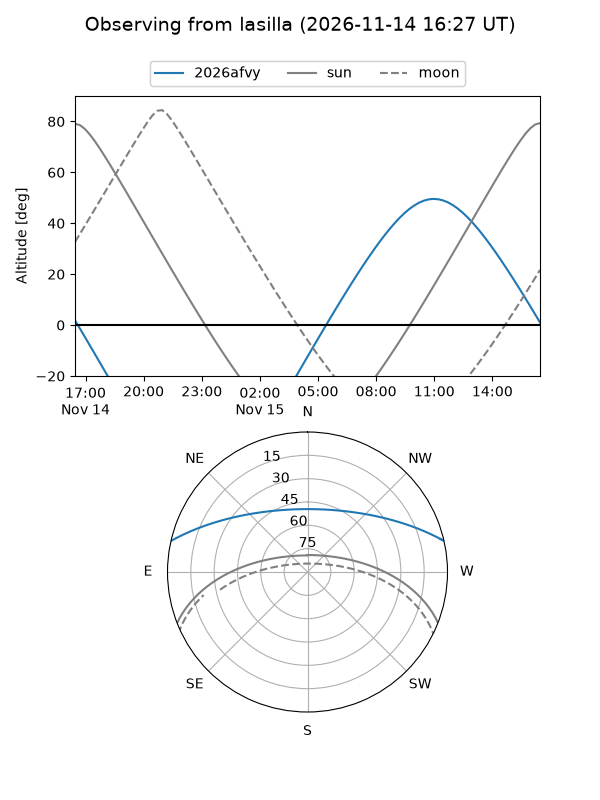 Observing from lasilla (2026-11-14 16:27 UT)
2026afvy sun moon
Altitude [deg]
80
60
40
20
0
−20
17:00 20:00 23:00 02:00 05:00 08:00 11:00 14:00
Nov 14 Nov 15
N
NE NW
15
30
45
60
75
E W
SE SW
S